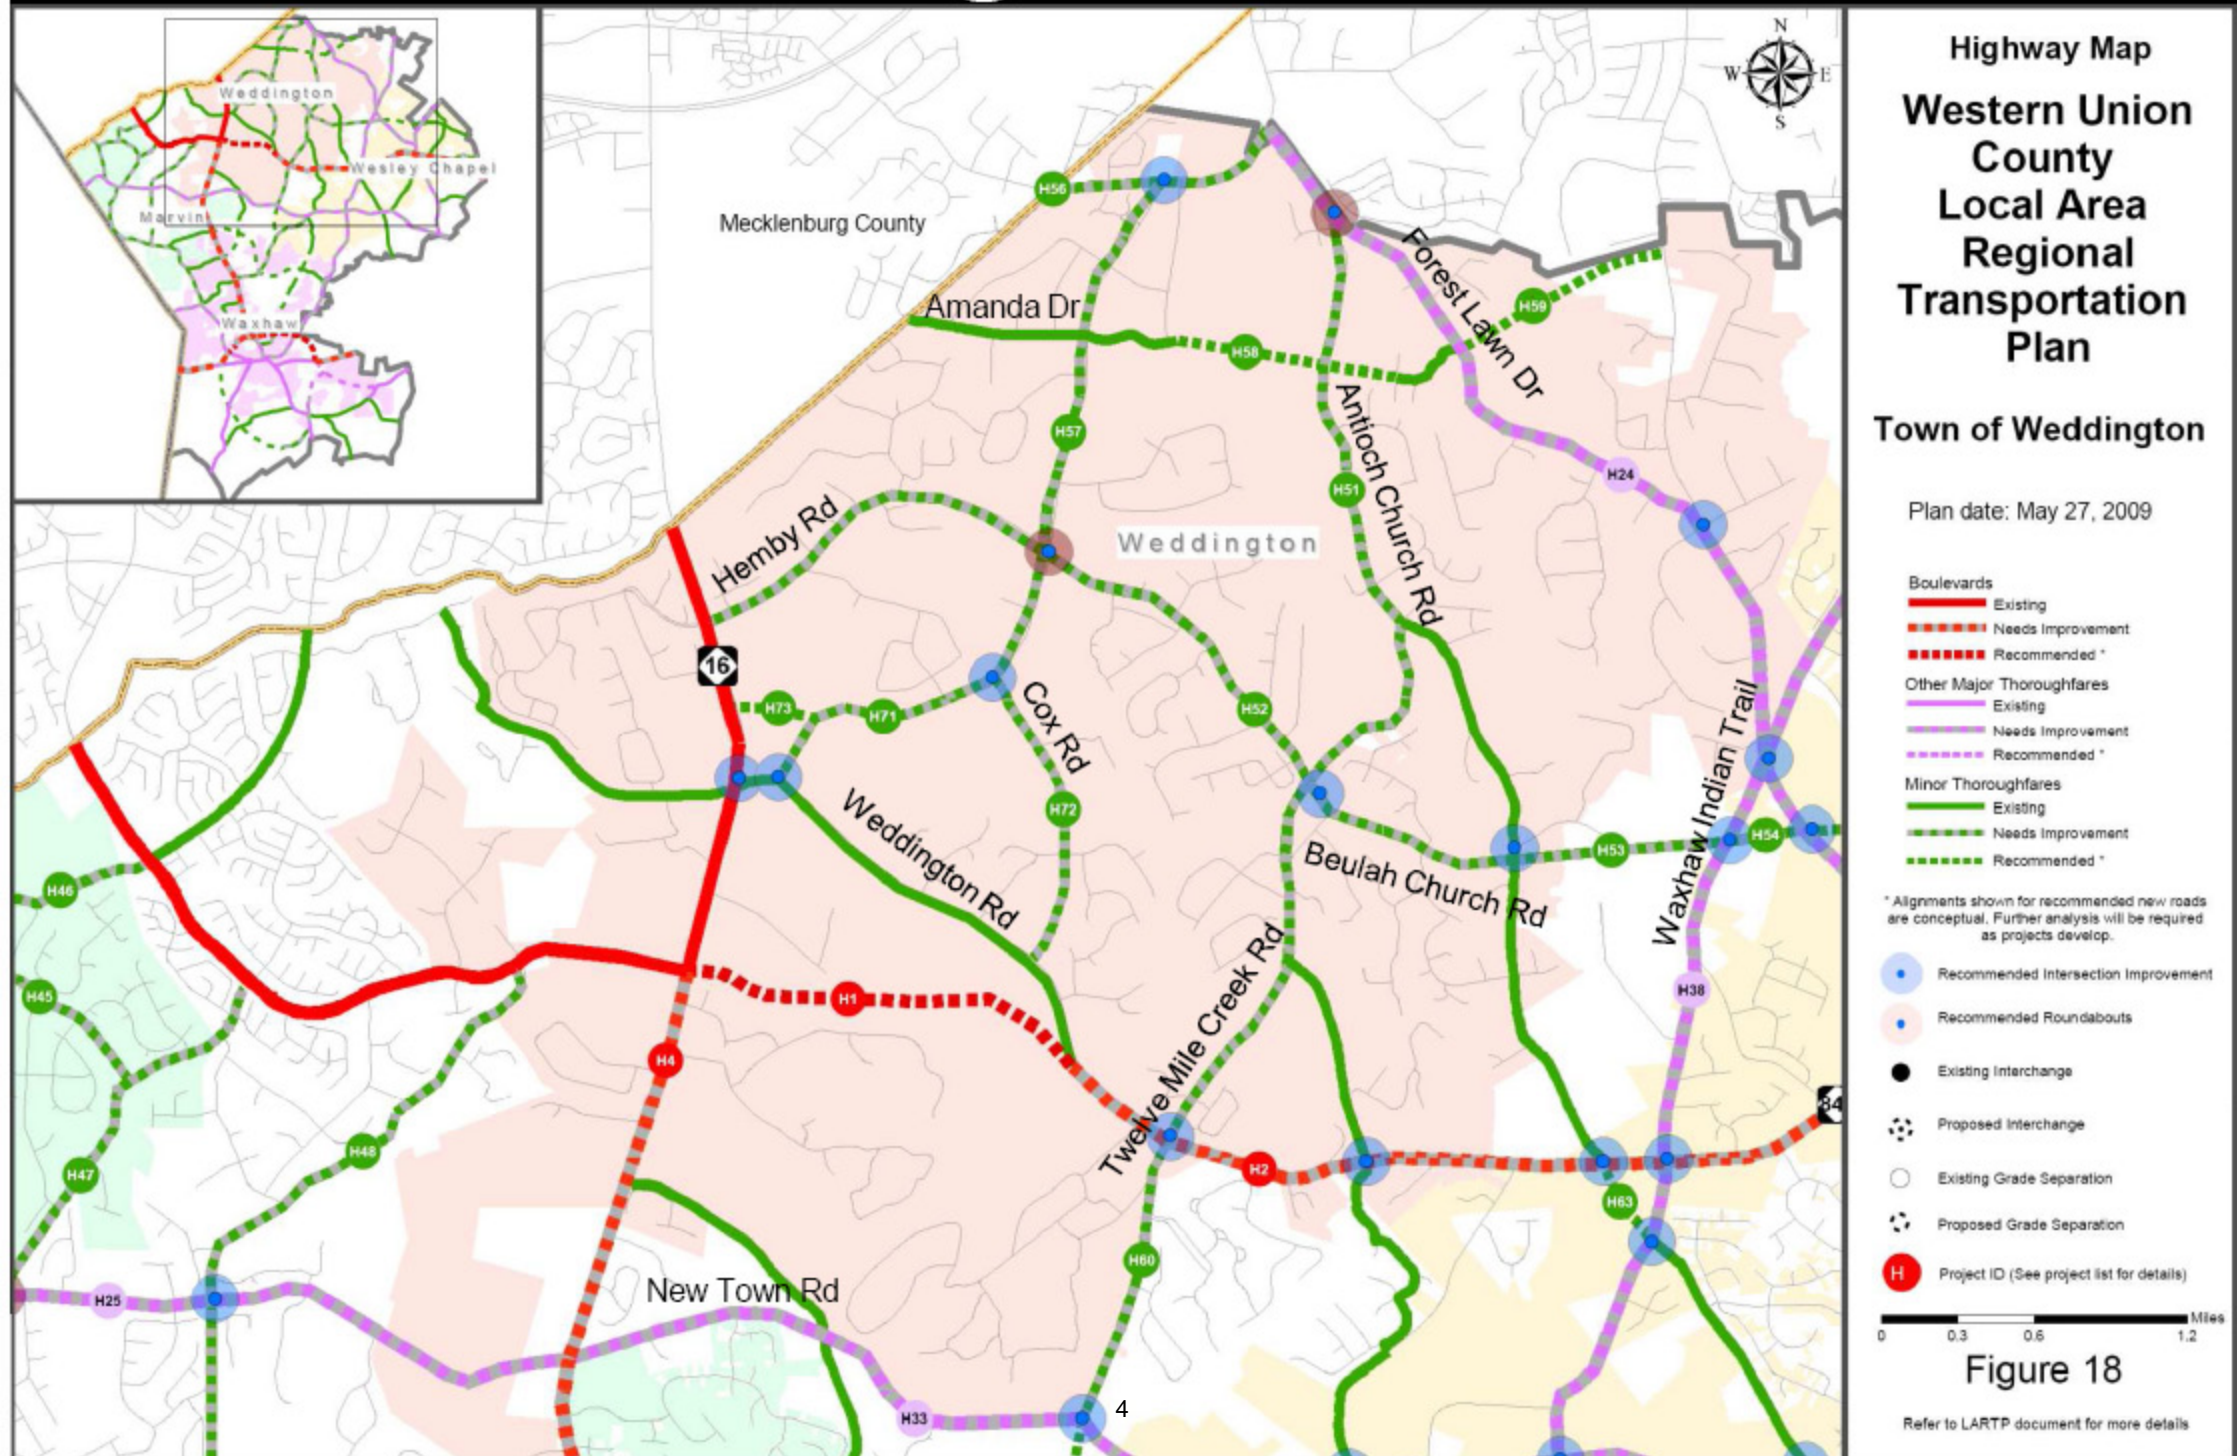 Weddington
Wesley Chapel
Marvin
Waxhaw
Mecklenburg County
N
W
E
S
H56
Amanda Dr
Forest Lawn Dr
H59
H58
H57
Antioch Church Rd
H51
H24
Hemby Rd
Weddington
16
H73
H71
Cox Rd
H52
H72
Weddington Rd
Beulah Church Rd
H53
H54
Waxhaw Indian Trail
H46
H45
H1
H38
H4
Twelve Mile Creek Rd
84
H48
H47
H2
H63
H60
New Town Rd
H25
H33
4
Highway Map
Western Union
County
Local Area
Regional
Transportation
Plan
Town of Weddington
Plan date: May 27, 2009
Boulevards
Existing
Needs Improvement
Recommended *
Other Major Thoroughfares
Existing
Needs Improvement
Recommended *
Minor Thoroughfares
Existing
Needs Improvement
Recommended *
* Alignments shown for recommended new roads
are conceptual. Further analysis will be required
as projects develop.
Recommended Intersection Improvement
Recommended Roundabouts
Existing Interchange
Proposed Interchange
Existing Grade Separation
Proposed Grade Separation
H
Project ID (See project list for details)
Miles
0 0.3 0.6 1.2
Figure 18
Refer to LARTP document for more details